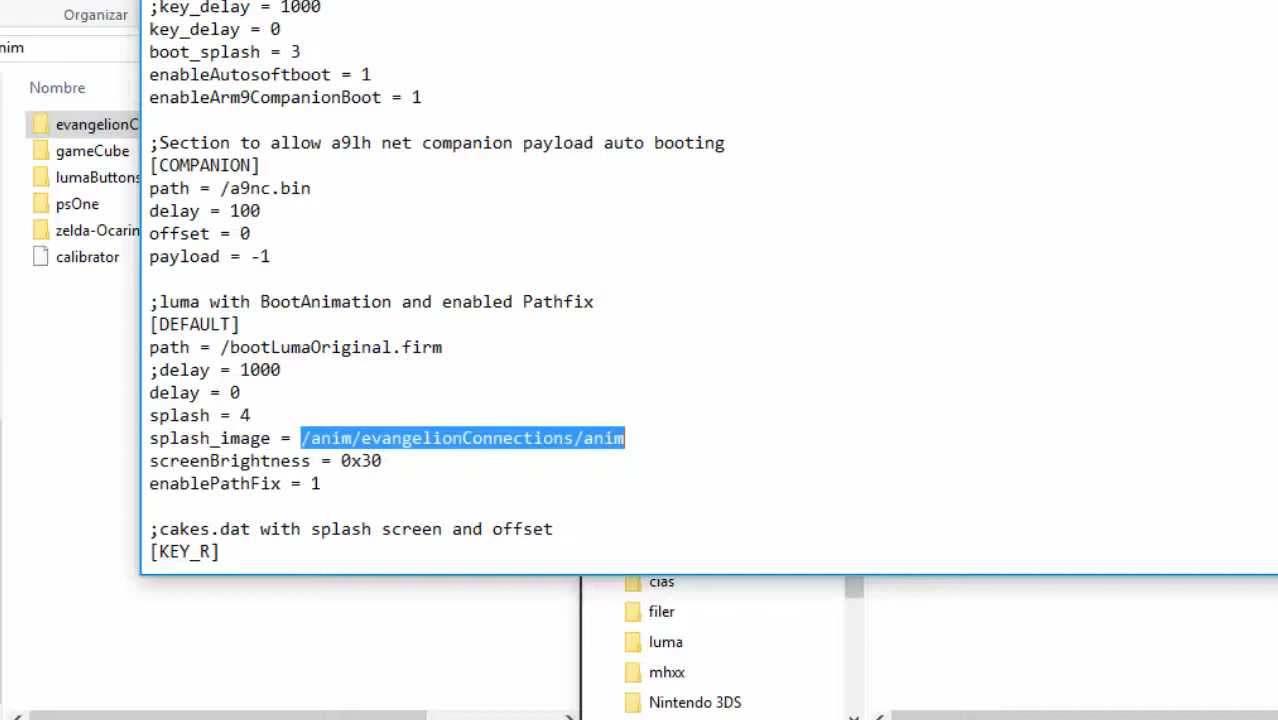 Organizar
nim
Nombre
evangelionC
gameCube
lumaButtons
psOne
zelda-Ocarin
calibrator
;key_delay = 1000
key_delay = 0
boot_splash = 3
enableAutosoftboot = 1
enableArm9CompanionBoot = 1
;Section to allow a9lh net companion payload auto booting
[COMPANION]
path = /a9nc.bin
delay = 100
offset = 0
payload = -1
;luma with BootAnimation and enabled Pathfix
[DEFAULT]
path = /bootLumaOriginal.firm
;delay = 1000
delay = 0
splash = 4
splash_image = /anim/evangelionConnections/anim
screenBrightness = 0x30
enablePathFix = 1
;cakes.dat with splash screen and offset
[KEY_R]
filer
luma
mhxx
Nintendo 3DS